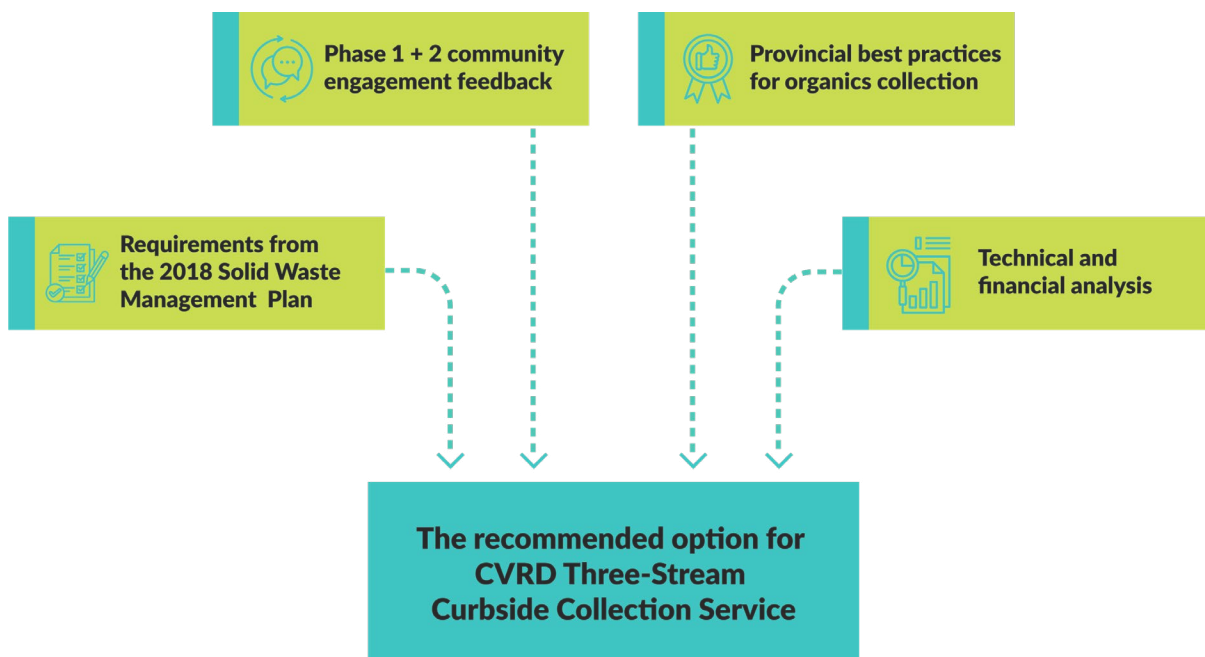 Phase 1 + 2 community
engagement feedback
Provincial best practices
for organics collection
Requirements from
the 2018 Solid Waste
Management Plan
Technical and
financial analysis
The recommended option for
CVRD Three-Stream
Curbside Collection Service